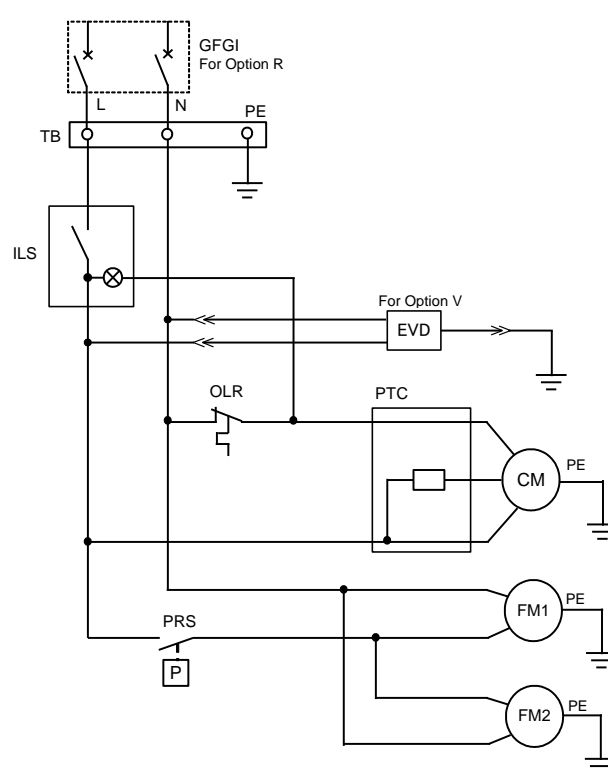 GFGI
For Option R
L
N
PE
TB
ILS
For Option V
EVD
OLR
PTC
CM
PE
FM1
PE
PRS
P
FM2
PE